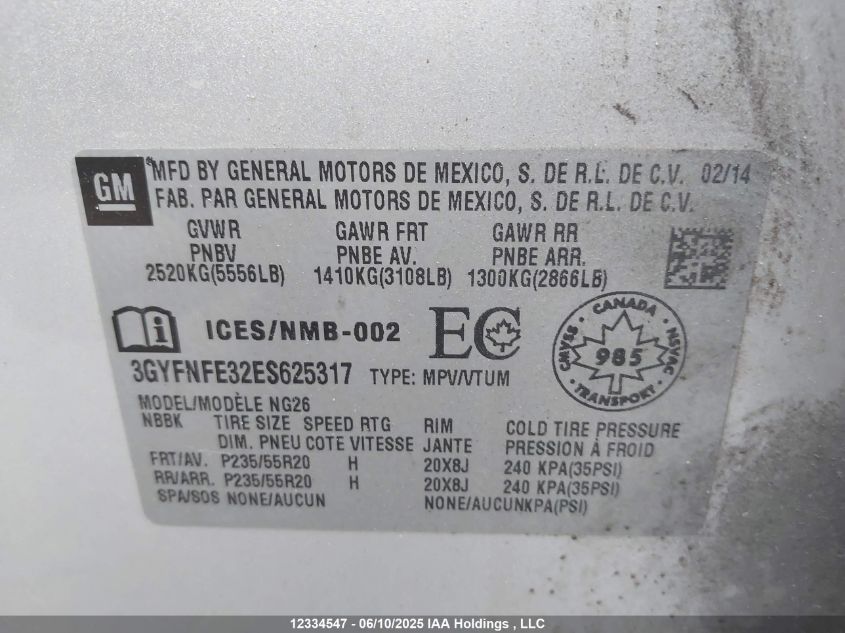 GM
MFD BY GENERAL MOTORS DE MEXICO, S. DE R.L. DE C.V. 02/14
FAB. PAR GENERAL MOTORS DE MEXICO, S. DE R.L. DE C.V.
GVWR GAWR FRT GAWR RR
PNBV PNBE AV. PNBE ARR.
2520KG(5556LB) 1410KG(3108LB) 1300KG(2866LB)
i ICES/NMB-002 EC
CANADA
CMVSS 985 NSVAC
TRANSPORT
3GYFNFE32ES625317 TYPE: MPV/VTUM
MODEL/MODÈLE NG26
NBBK TIRE SIZE SPEED RTG RIM COLD TIRE PRESSURE
DIM. PNEU COTE VITESSE JANTE PRESSION À FROID
FRT/AV. P235/55R20 H 20X8J 240 KPA(35PSI)
RR/ARR. P235/55R20 H 20X8J 240 KPA(35PSI)
SPA/SOS NONE/AUCUN NONE/AUCUNKPA(PSI)
12334547 - 06/10/2025 IAA Holdings , LLC